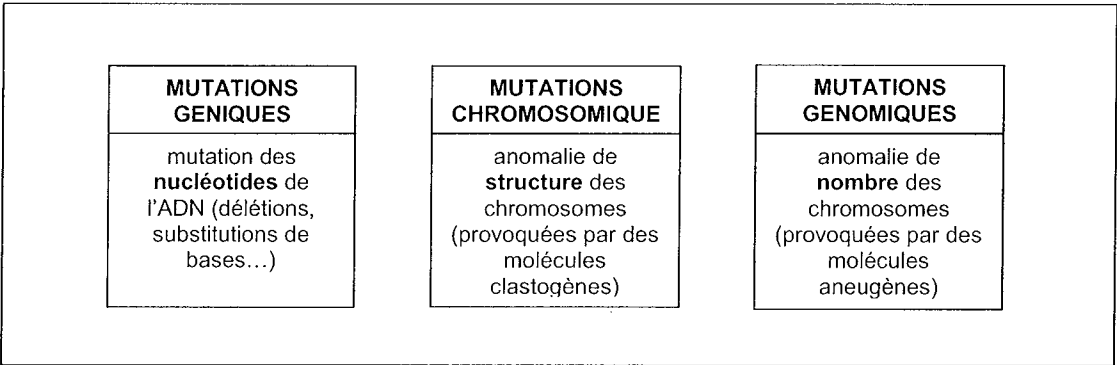 MUTATIONS
GENIQUES
mutation des
nucléotides de
l'ADN (délétions,
substitutions de
bases...)
MUTATIONS
CHROMOSOMIQUE
anomalie de
structure des
chromosomes
(provoquées par des
molécules
clastogènes)
MUTATIONS
GENOMIQUES
anomalie de
nombre des
chromosomes
(provoquées par des
molécules
aneugènes)